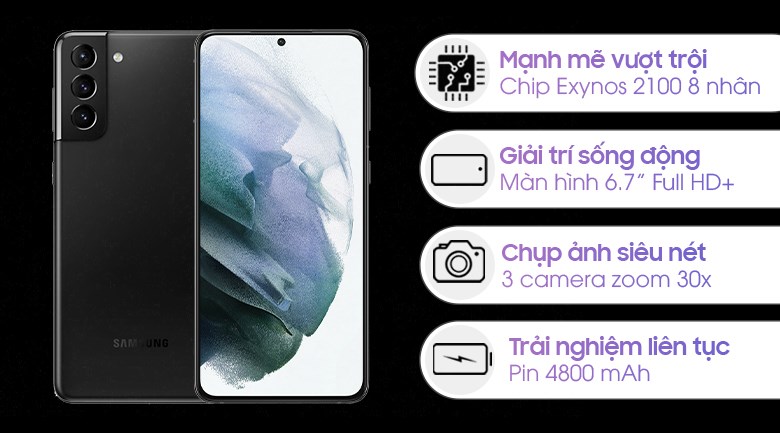 SAMSUNG
Mạnh mẽ vượt trội
Chip Exynos 2100 8 nhân
Giải trí sống động
Màn hình 6.7” Full HD+
Chụp ảnh siêu nét
3 camera zoom 30x
Trải nghiệm liên tục
Pin 4800 mAh